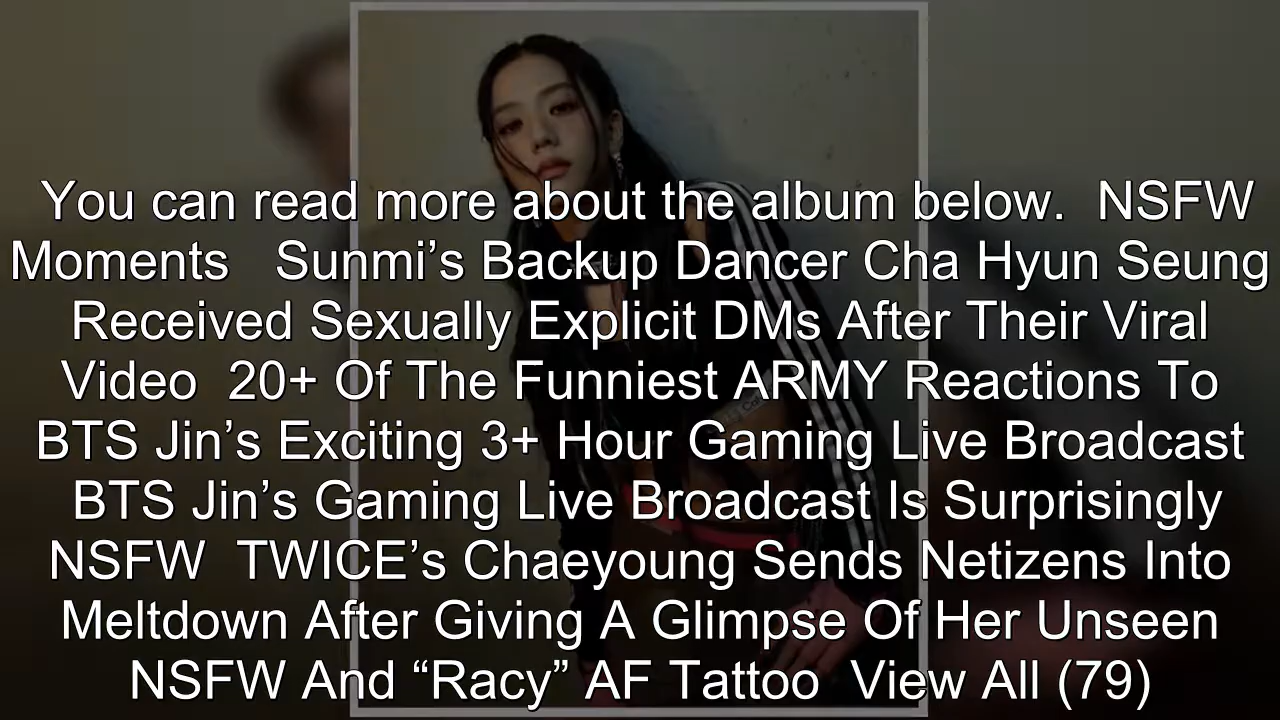 You can read more about the album below.  NSFW
Moments   Sunmi’s Backup Dancer Cha Hyun Seung
Received Sexually Explicit DMs After Their Viral
Video  20+ Of The Funniest ARMY Reactions To
BTS Jin’s Exciting 3+ Hour Gaming Live Broadcast
BTS Jin’s Gaming Live Broadcast Is Surprisingly
NSFW  TWICE’s Chaeyoung Sends Netizens Into
Meltdown After Giving A Glimpse Of Her Unseen
NSFW And “Racy” AF Tattoo  View All (79)